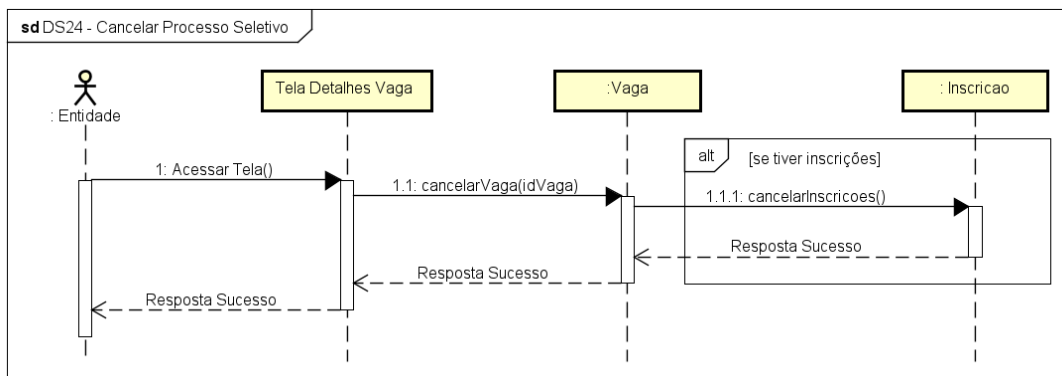 sd DS24 - Cancelar Processo Seletivo
: Entidade
Tela Detalhes Vaga
:Vaga
: Inscricao
alt
[se tiver inscrições]
1: Acessar Tela()
1.1: cancelarVaga(idVaga)
1.1.1: cancelarInscricoes()
Resposta Sucesso
Resposta Sucesso
Resposta Sucesso